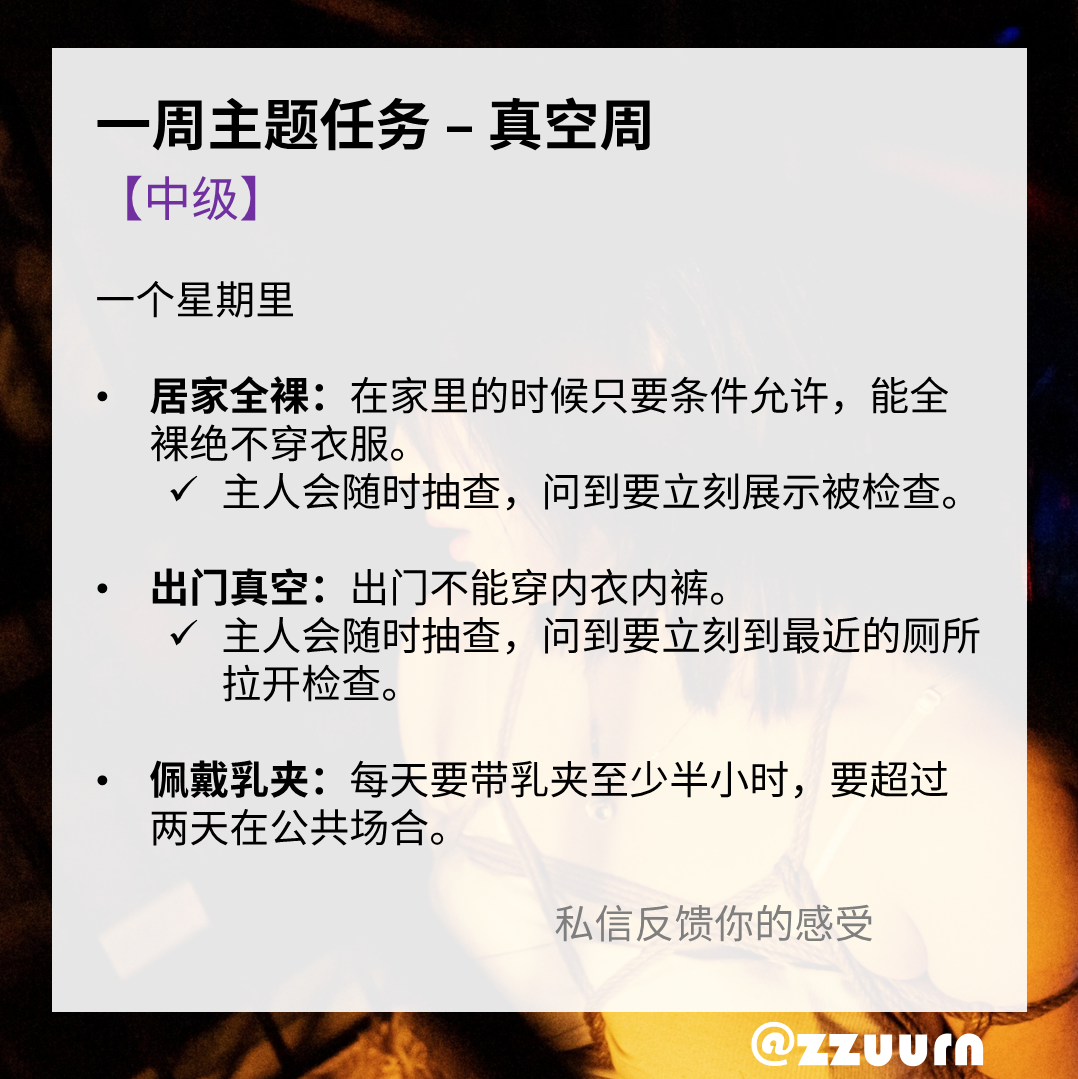 一周主题任务 – 真空周
【中级】
一个星期里
• 居家全裸：在家里的时候只要条件允许，能全
裸绝不穿衣服。
✓ 主人会随时抽查，问到要立刻展示被检查。
• 出门真空：出门不能穿内衣内裤。
✓ 主人会随时抽查，问到要立刻到最近的厕所
拉开检查。
• 佩戴乳夹：每天要带乳夹至少半小时，要超过
两天在公共场合。
私信反馈你的感受
@zzuurn